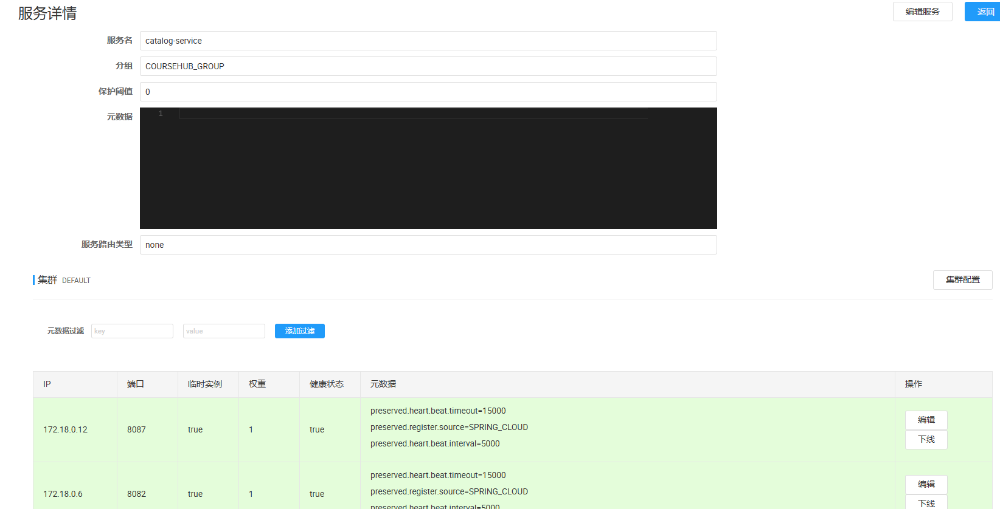 服务详情
编辑服务
返回
服务名 catalog-service
分组 COURSEHUB_GROUP
保护阈值 0
元数据
1
服务路由类型 none
集群 DEFAULT
集群配置
元数据过滤 key value 添加过滤
IP 端口 临时实例 权重 健康状态 元数据 操作
preserved.heart.beat.timeout=15000
编辑
172.18.0.12 8087 true 1 true preserved.register.source=SPRING_CLOUD
下线
preserved.heart.beat.interval=5000
preserved.heart.beat.timeout=15000
编辑
172.18.0.6 8082 true 1 true preserved.register.source=SPRING_CLOUD
下线
preserved.heart.beat.interval=5000